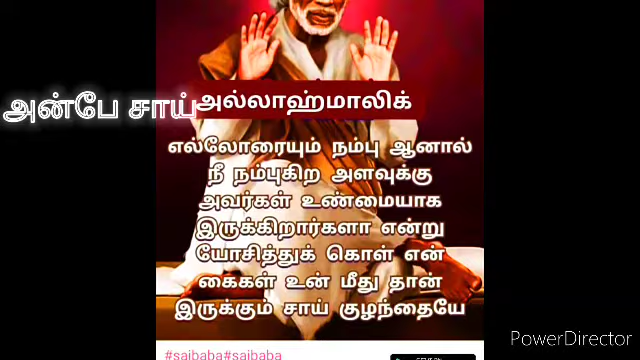 அன்பே சாய்
அல்லாஹ்மாலிக்
எல்லோரையும் நம்பு ஆனால்
நீ நம்புகிற அளவுக்கு
அவர்கள் உண்மையாக
இருக்கிறார்களா என்று
யோசித்துக் கொள் என்
கைகள் உன் மீது தான்
இருக்கும் சாய் குழந்தையே
#saibaba#saibaba
PowerDirector